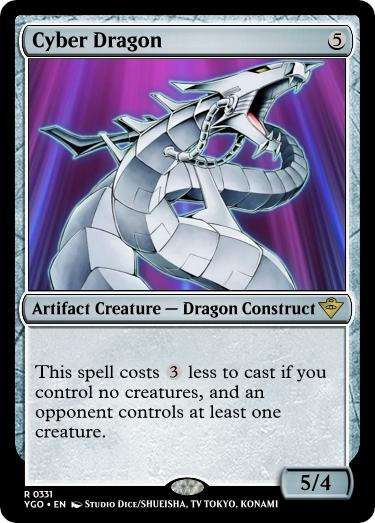 Cyber Dragon 5
Artifact Creature — Dragon Construct
This spell costs 3 less to cast if you
control no creatures, and an
opponent controls at least one
creature.
5/4
R 0331
YGO • EN Studio Dice/SHUEISHA, TV TOKYO, KONAMI